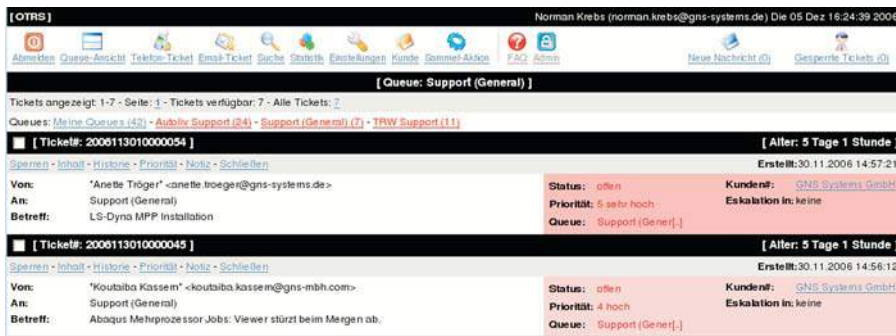 [ OTRS ] Norman Krebs (norman.krebs@gns-systems.de) Die 05 Dez 16:24:39 2006
Abmelden Queue-Ansicht Telefon-Ticket Email-Ticket Suche Statistik Einstellungen Kunde Sammel-Aktion FAQ Admin Neue Nachricht (0) Gesperrte Tickets (0)
[ Queue: Support (General) ]
Tickets angezeigt: 1-7 - Seite: 1 - Tickets verfügbar: 7 - Alle Tickets: 7
Queues: Meine Queues (42) - Autoliv Support (24) - Support (General) (7) - TRW Support (11)
[ Ticket#: 2006113010000054 ] [ Alter: 5 Tage 1 Stunde ]
Sperren - Inhalt - Historie - Priorität - Notiz - Schließen Erstellt: 30.11.2006 14:57:21
Von: "Anette Tröger" <anette.troeger@gns-systems.de> Status: offen Kunden#: GNS Systems GmbH
An: Support (General) Priorität: 5 sehr hoch Eskalation in: keine
Betreff: LS-Dyna MPP Installation Queue: Support (Gener[..]
[ Ticket#: 2006113010000045 ] [ Alter: 5 Tage 1 Stunde ]
Sperren - Inhalt - Historie - Priorität - Notiz - Schließen Erstellt: 30.11.2006 14:56:12
Von: "Koutaiba Kassem" <koutaiba.kassem@gns-mbh.com> Status: offen Kunden#: GNS Systems GmbH
An: Support (General) Priorität: 4 hoch Eskalation in: keine
Betreff: Abaqus Mehrprozessor Jobs: Viewer stürzt beim Mergen ab. Queue: Support (Gener[..]